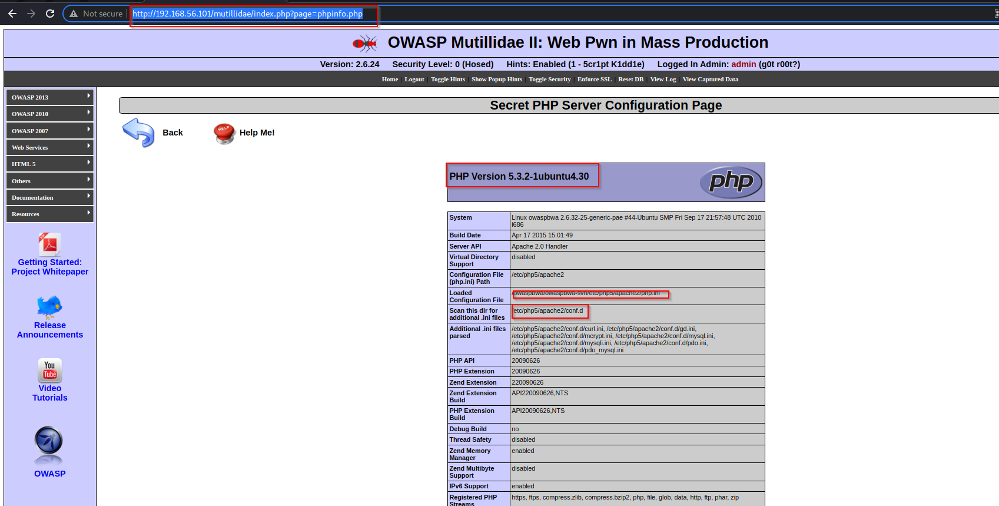 Not secure
http://192.168.56.101/mutillidae/index.php?page=phpinfo.php
OWASP Mutillidae II: Web Pwn in Mass Production
Version: 2.6.24 Security Level: 0 (Hosed) Hints: Enabled (1 - 5cr1pt K1dd1e) Logged In Admin: admin (g0t r00t?)
Home | Logout | Toggle Hints | Show Popup Hints | Toggle Security | Enforce SSL | Reset DB | View Log | View Captured Data
OWASP 2013
OWASP 2010
OWASP 2007
Web Services
HTML 5
Others
Documentation
Resources
Getting Started:
Project Whitepaper
Release
Announcements
You
Tube
Video
Tutorials
OWASP
Secret PHP Server Configuration Page
Back
HELP
Help Me!
PHP Version 5.3.2-1ubuntu4.30
php
System
Linux owaspbwa 2.6.32-25-generic-pae #44-Ubuntu SMP Fri Sep 17 21:57:48 UTC 2010
i686
Build Date
Apr 17 2015 15:01:49
Server API
Apache 2.0 Handler
Virtual Directory
Support
disabled
Configuration File
(php.ini) Path
/etc/php5/apache2
Loaded
Configuration File
/owaspbwa/owaspbwa-svn/etc/php5/apache2/php.ini
Scan this dir for
additional .ini files
/etc/php5/apache2/conf.d
Additional .ini files
parsed
/etc/php5/apache2/conf.d/curl.ini, /etc/php5/apache2/conf.d/gd.ini,
/etc/php5/apache2/conf.d/mcrypt.ini, /etc/php5/apache2/conf.d/mysql.ini,
/etc/php5/apache2/conf.d/mysqli.ini, /etc/php5/apache2/conf.d/pdo.ini,
/etc/php5/apache2/conf.d/pdo_mysql.ini
PHP API
20090626
PHP Extension
20090626
Zend Extension
220090626
Zend Extension
Build
API220090626,NTS
PHP Extension
Build
API20090626,NTS
Debug Build
no
Thread Safety
disabled
Zend Memory
Manager
enabled
Zend Multibyte
Support
disabled
IPv6 Support
enabled
Registered PHP
Streams
https, ftps, compress.zlib, compress.bzip2, php, file, glob, data, http, ftp, phar, zip